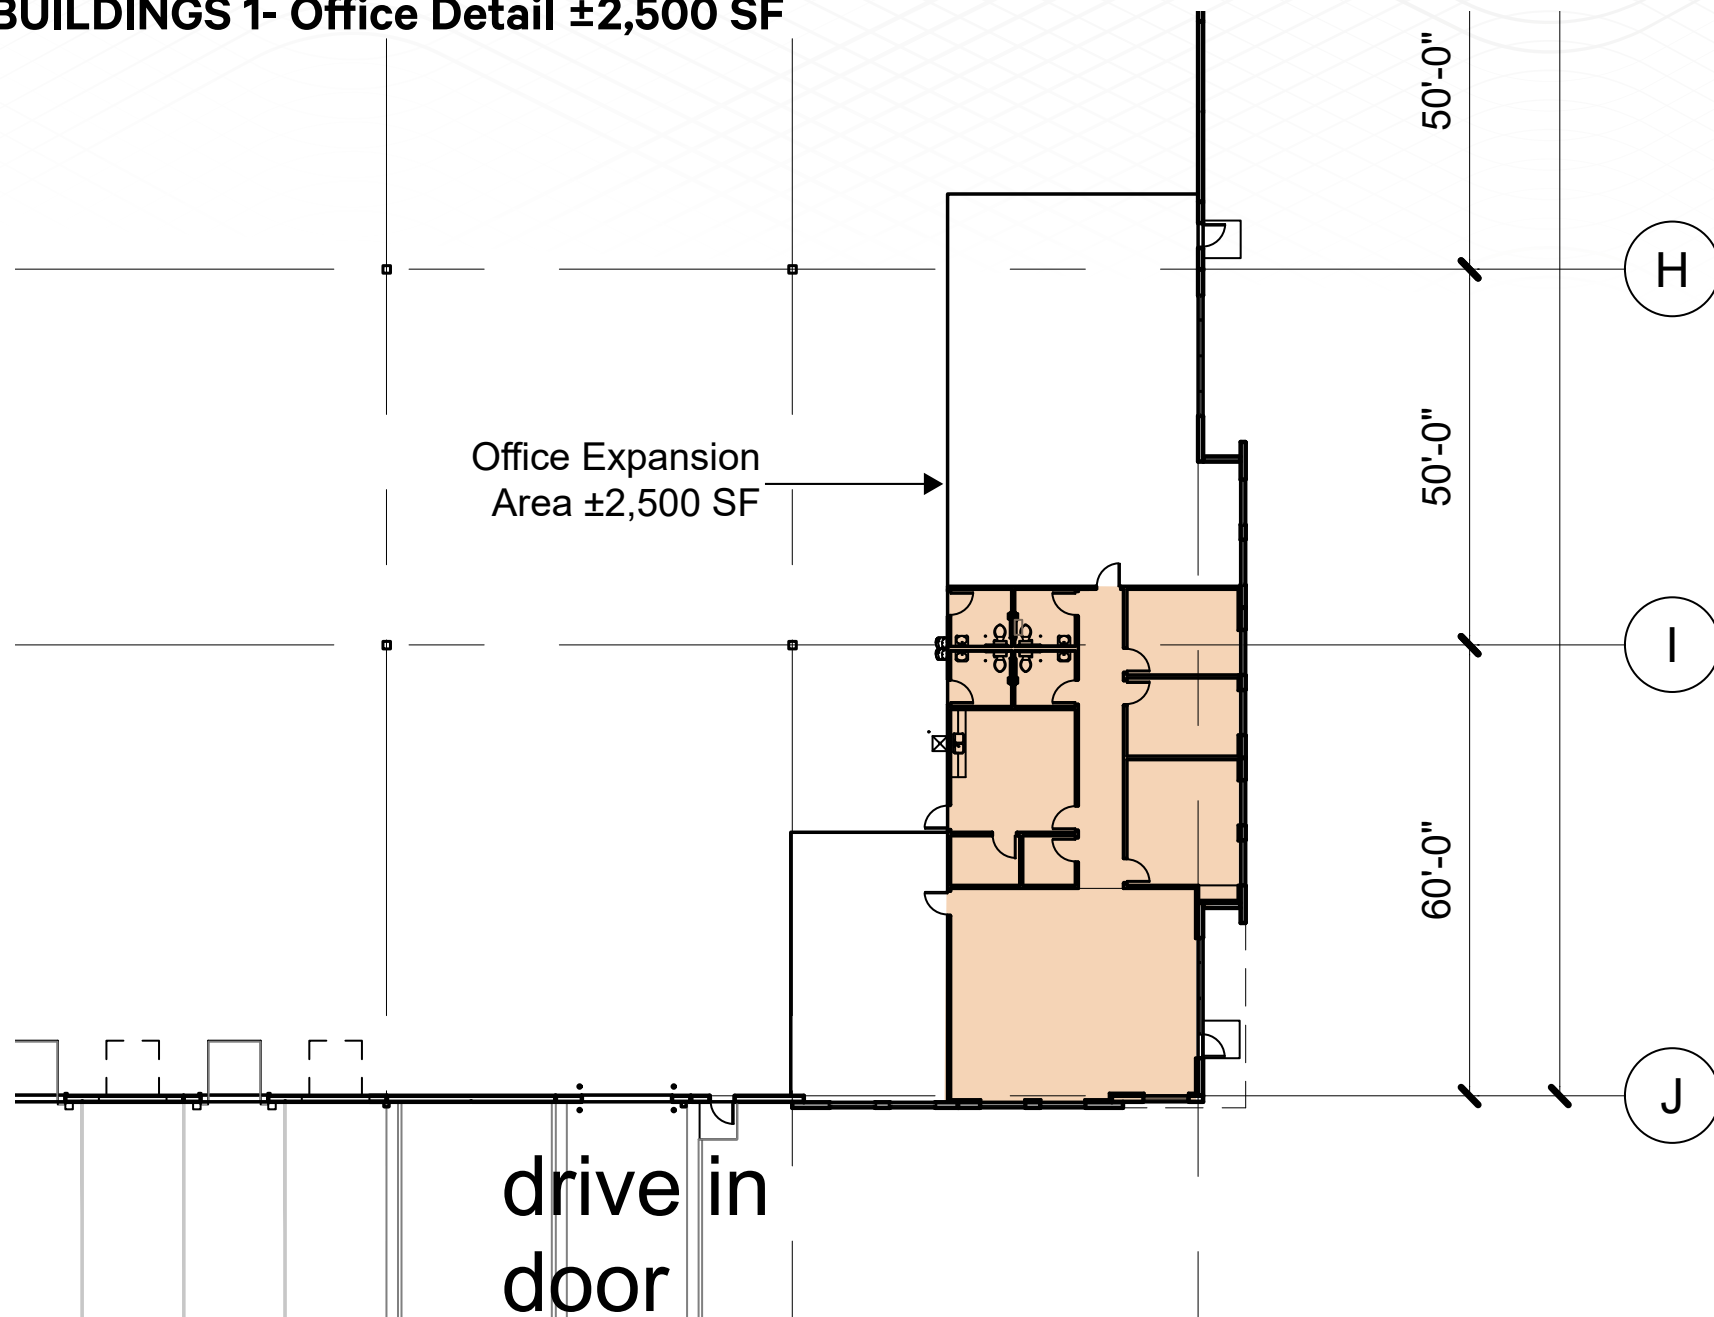 BUILDINGS 1- Office Detail ±2,500 SF
50'-0"
H
Office Expansion
Area ±2,500 SF
50'-0"
I
60'-0"
J
drive in
door